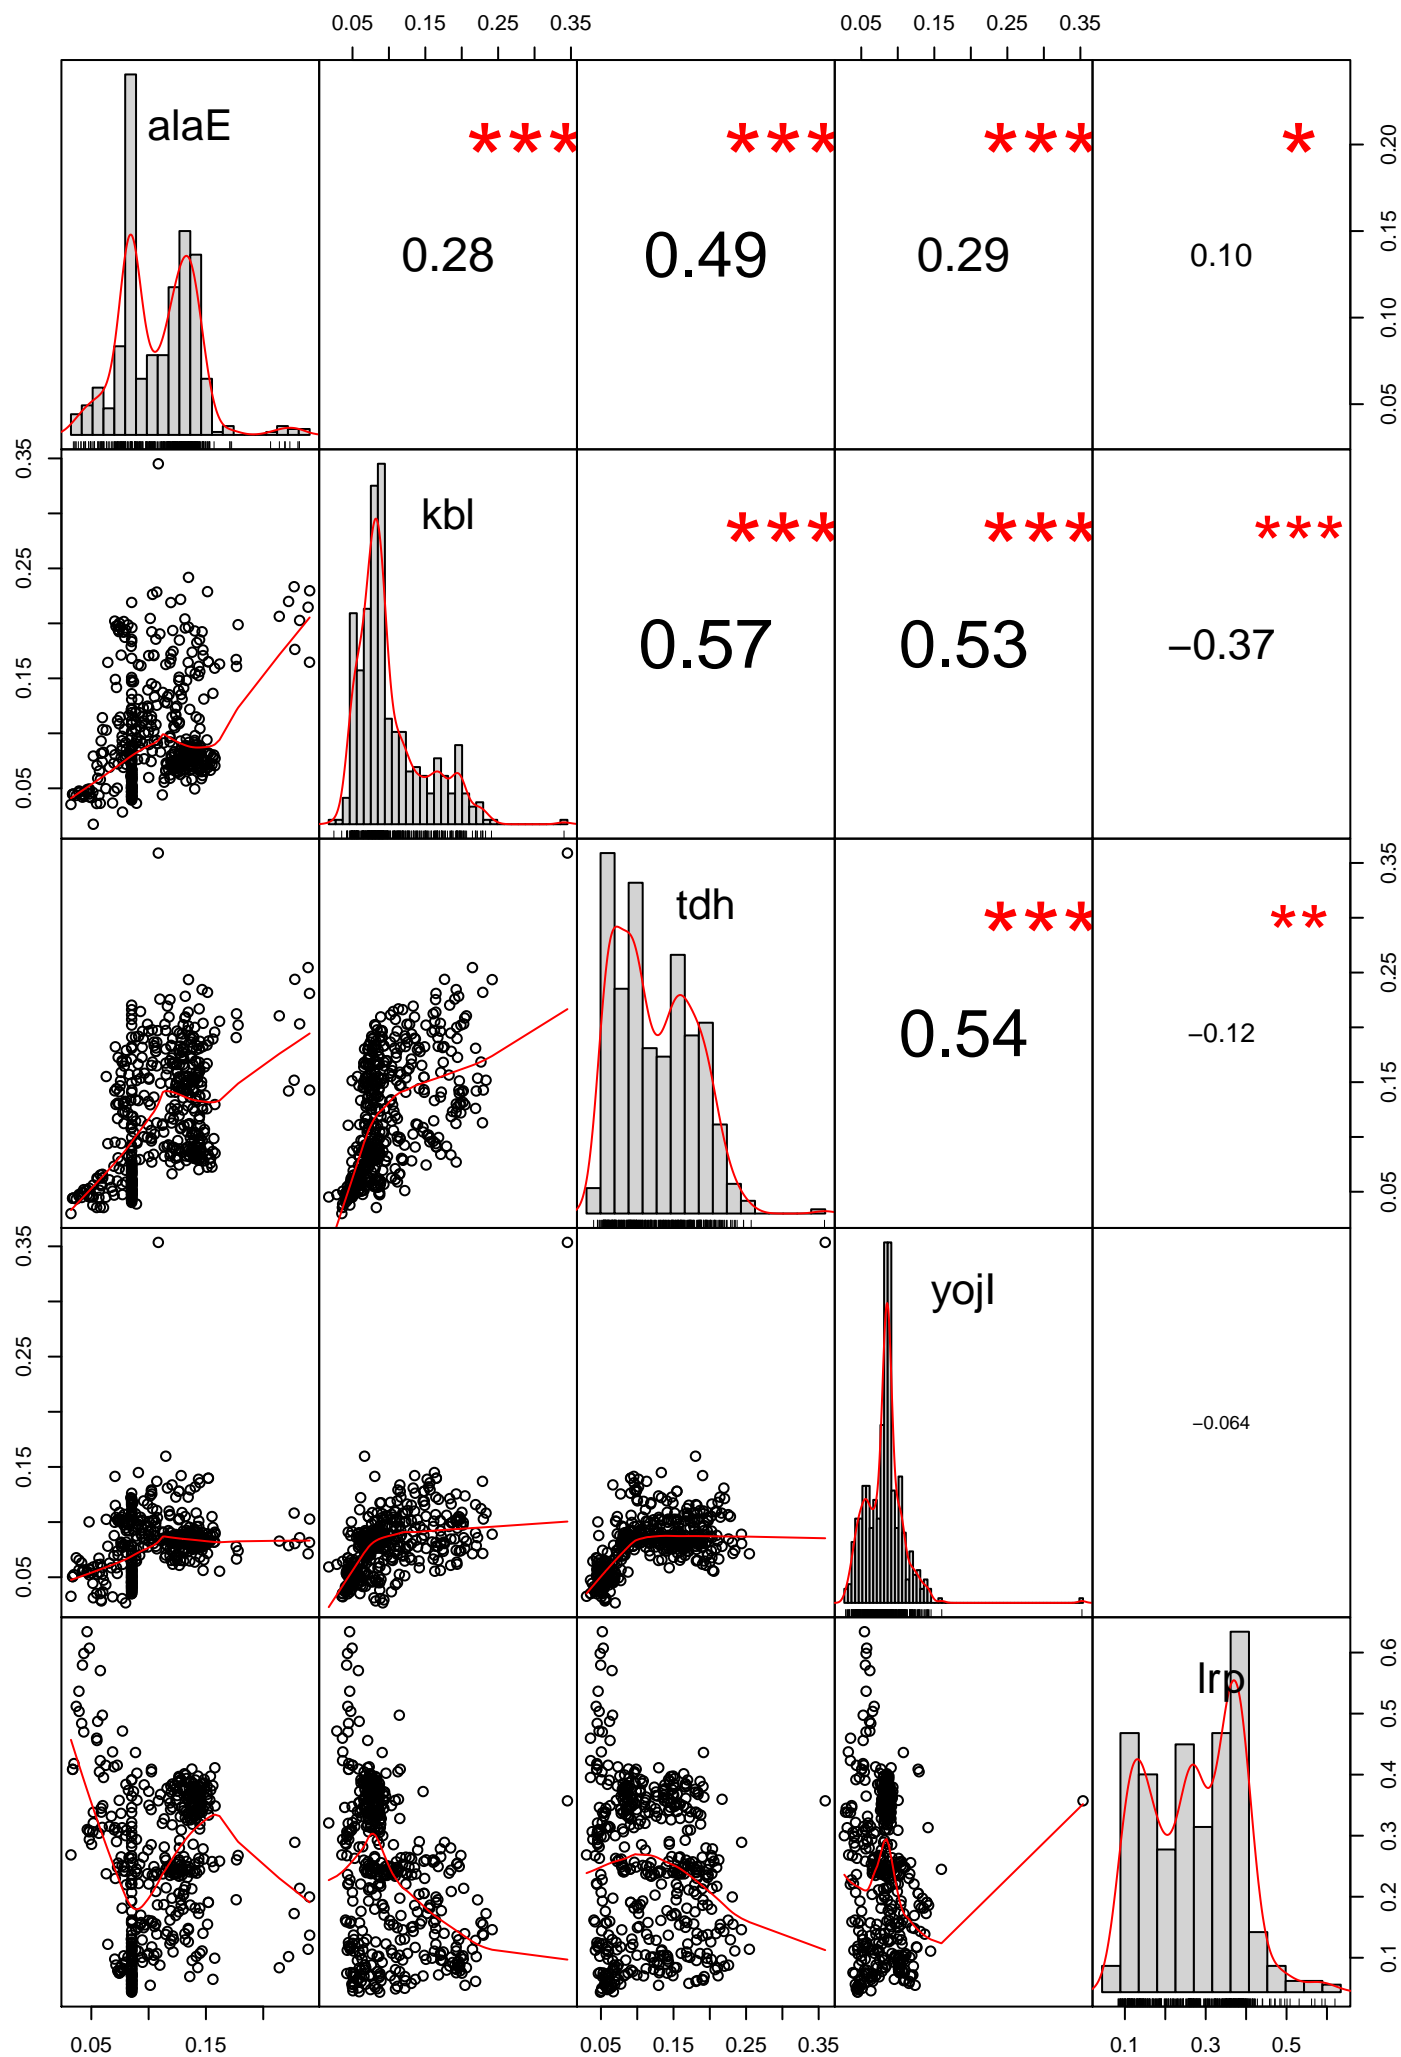 0.05 0.15 0.25 0.35 0.05 0.15 0.25 0.35
alaE *** *** *** *
0.28 0.49 0.29 0.10
0.05 0.10 0.15 0.20
kbl *** *** ***
0.57 0.53 −0.37
0.05 0.15 0.25 0.35
tdh *** **
0.54 −0.12
0.05 0.15 0.25 0.35
yojI
−0.064
0.05 0.15 0.25 0.35
lrp
0.1 0.2 0.3 0.4 0.5 0.6
0.05 0.15 0.05 0.15 0.25 0.35 0.1 0.3 0.5